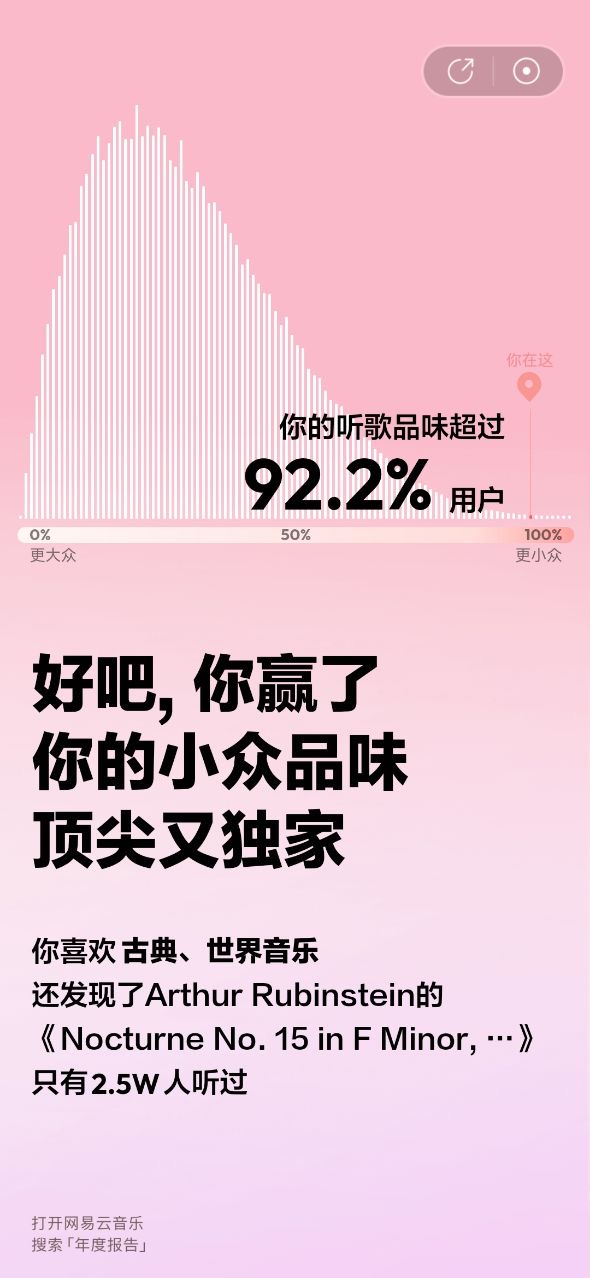 你在这
你的听歌品味超过
92.2% 用户
0% 50% 100%
更大众 更小众
好吧, 你赢了
你的小众品味
顶尖又独家
你喜欢 古典、世界音乐
还发现了Arthur Rubinstein的
《Nocturne No. 15 in F Minor, …》
只有 2.5W 人听过
打开网易云音乐
搜索「年度报告」